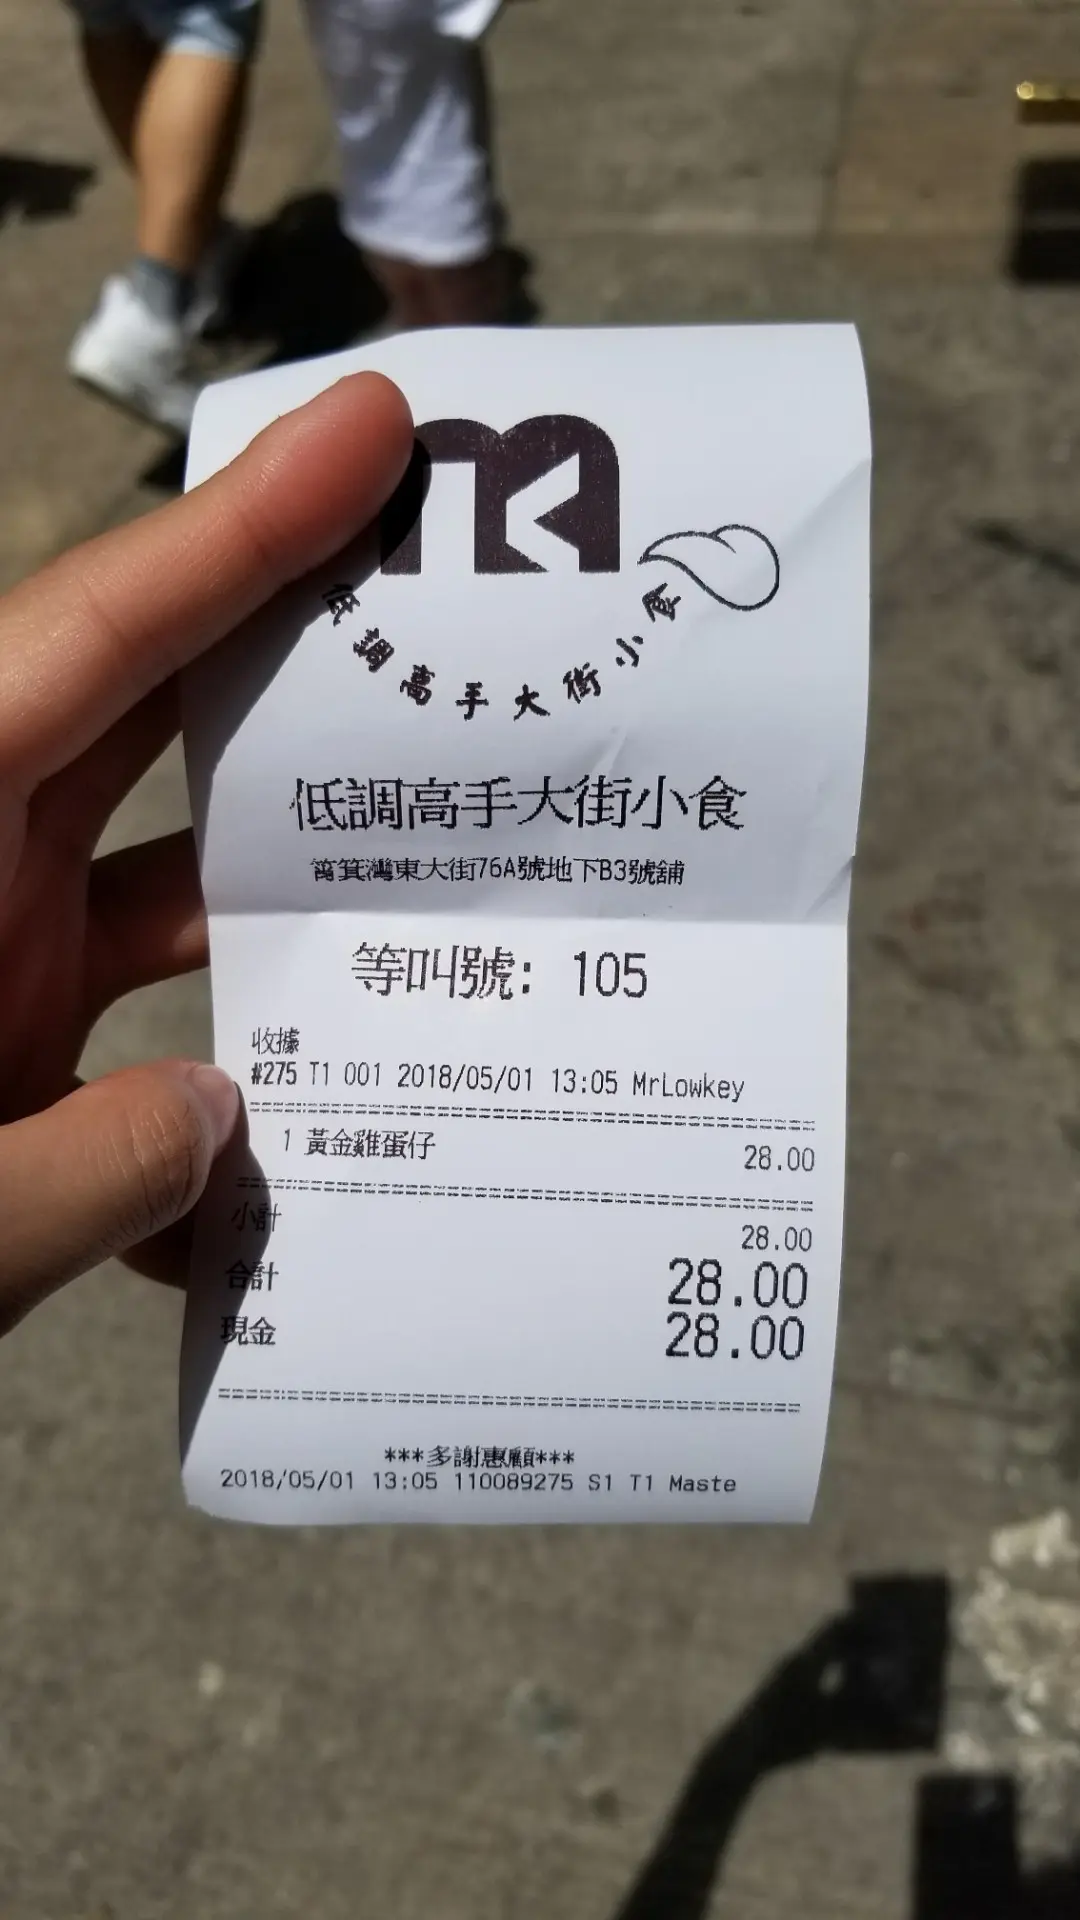 低調高手大街小食
低調高手大街小食
筲箕灣東大街76A號地下B3號舖
等叫號: 105
收據
#275 T1 001 2018/05/01 13:05 MrLowkey
1 黃金雞蛋仔 28.00
小計 28.00
合計 28.00
現金 28.00
***多謝惠顧***
2018/05/01 13:05 110089275 S1 T1 Maste